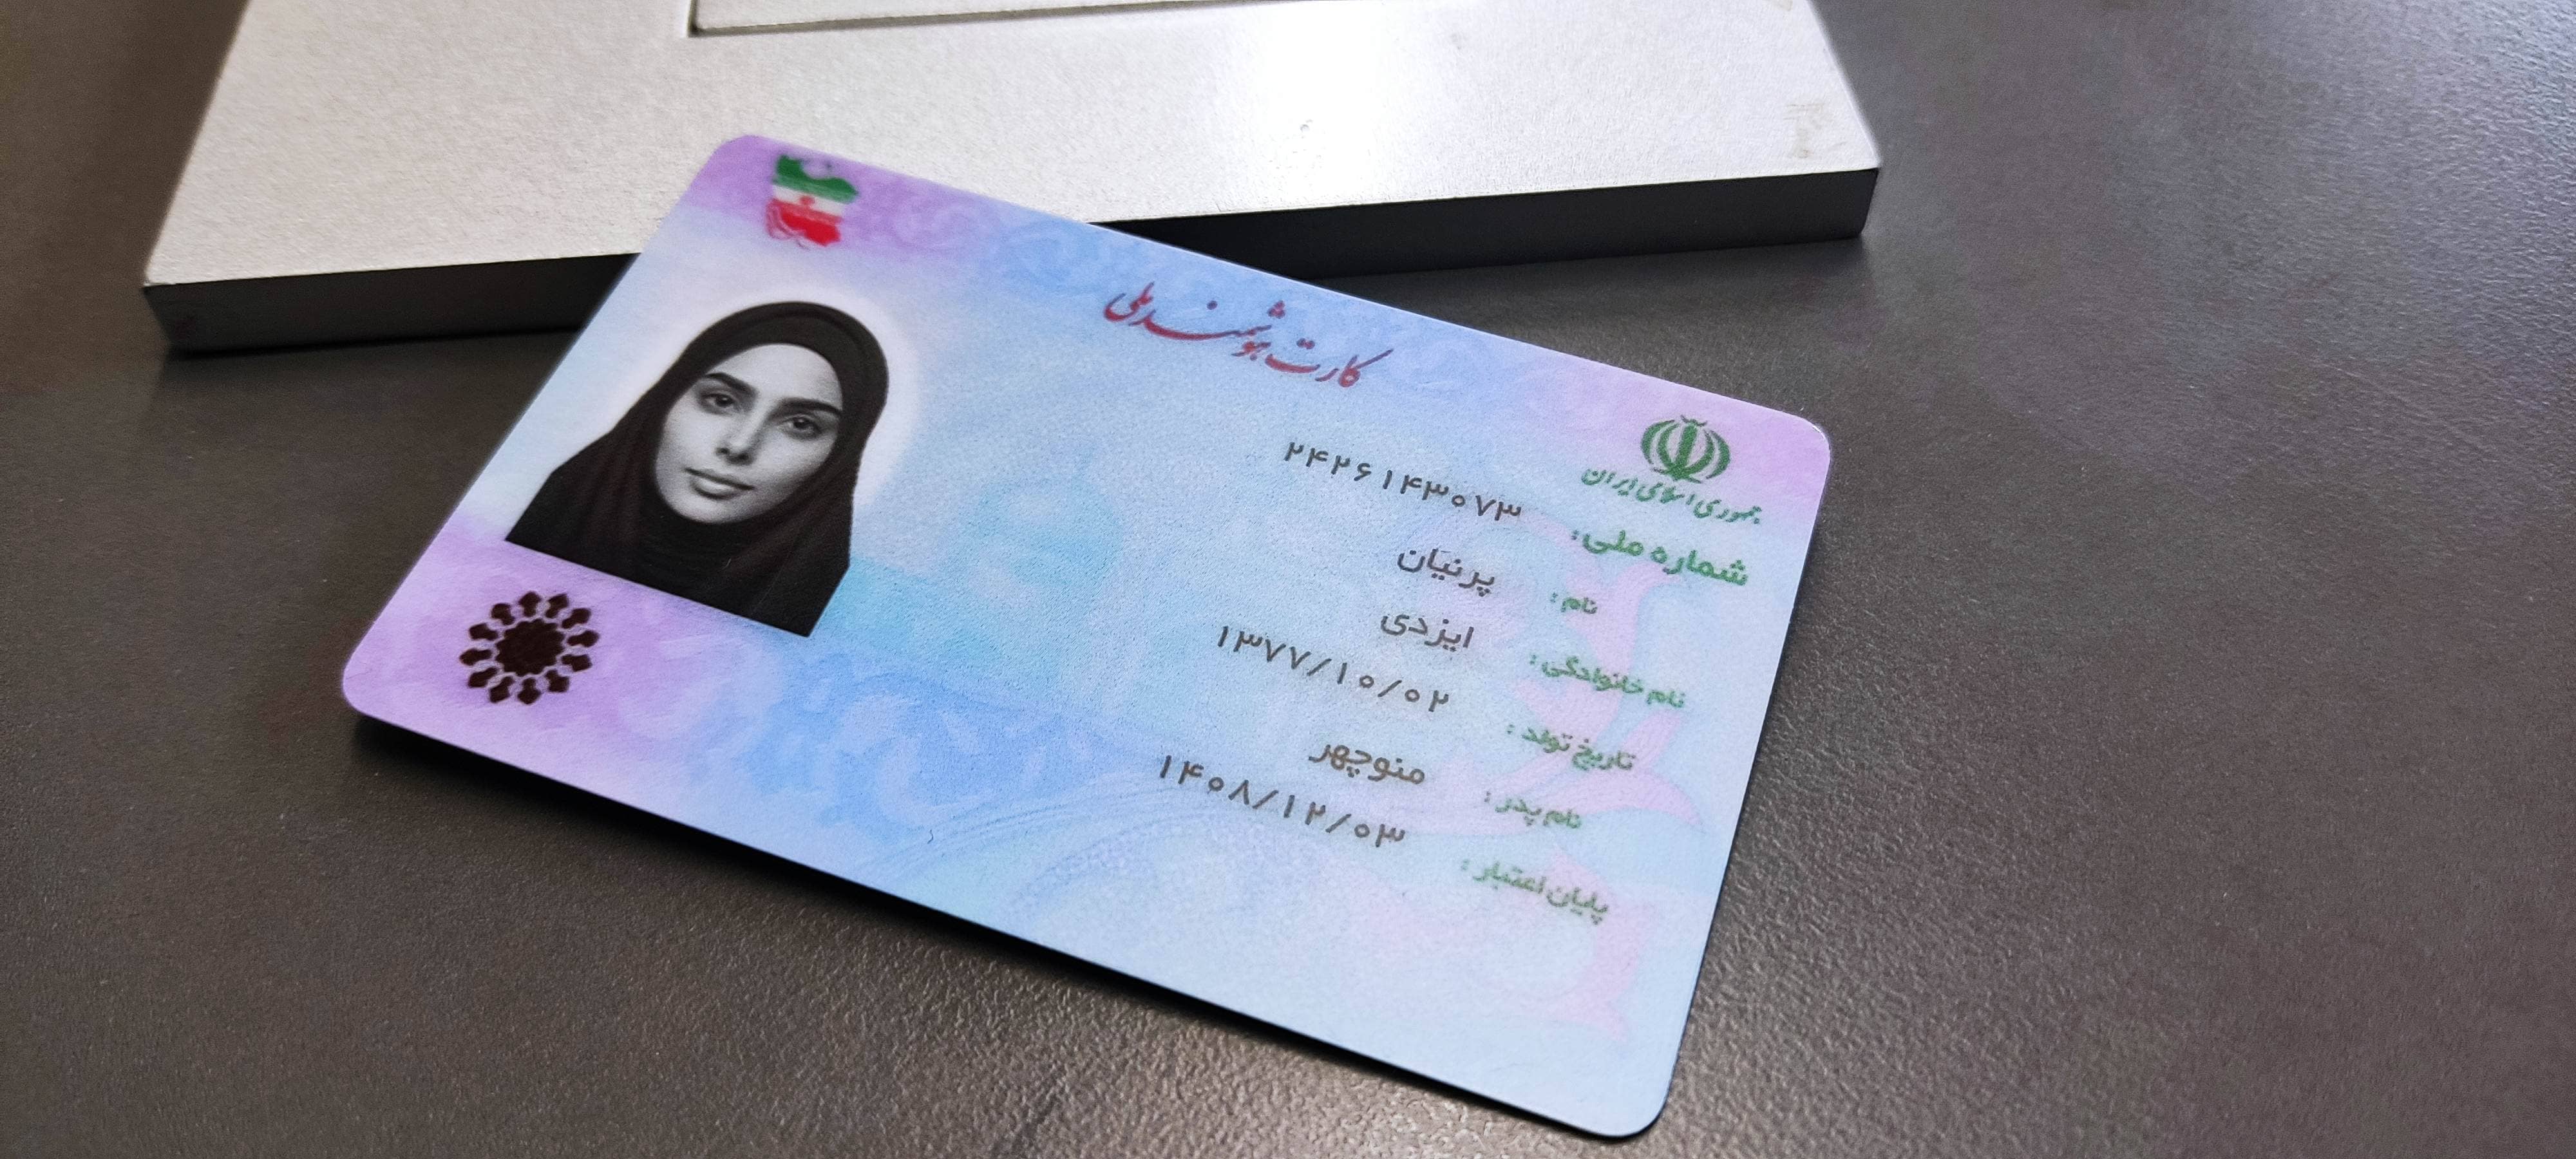 کارت هوشمند ملی
جمهوری اسلامی ایران
شماره ملی: ۲۴۲۶۱۴۳۰۷۳
نام: پرنیان
نام خانوادگی: ایزدی
تاریخ تولد: ۱۳۷۷/۱۰/۰۲
نام پدر: منوچهر
پایان اعتبار: ۱۴۰۸/۱۲/۰۳